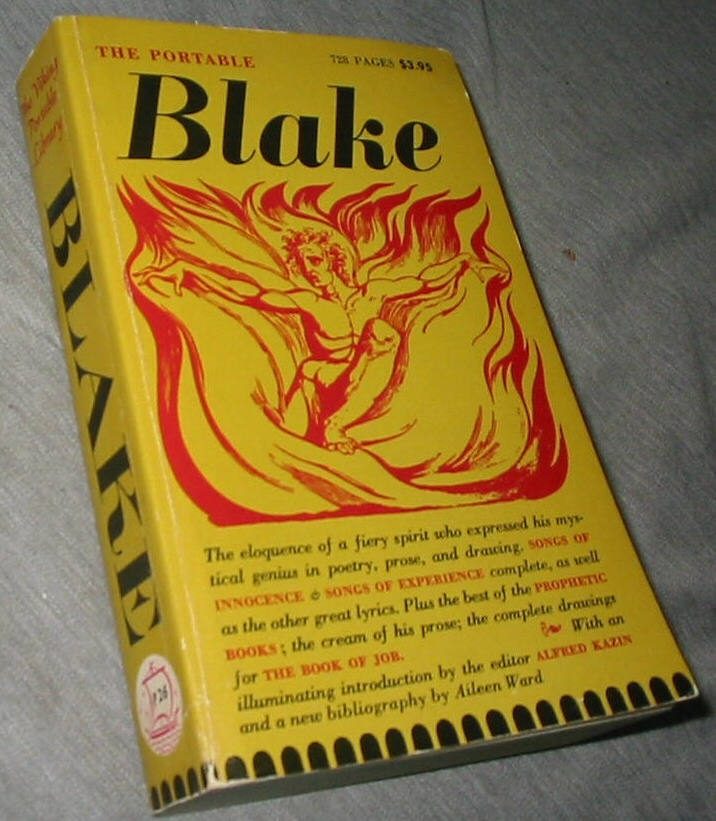 THE PORTABLE
728 PAGES $3.95
Blake
The eloquence of a fiery spirit who expressed his mys-
tical genius in poetry, prose, and drawing. SONGS OF
INNOCENCE & SONGS OF EXPERIENCE complete, as well
as the other great lyrics. Plus the best of the PROPHETIC
BOOKS; the cream of his prose; the complete drawings
for THE BOOK OF JOB. With an
illuminating introduction by the editor ALFRED KAZIN
and a new bibliography by Aileen Ward
The Viking
Portable
Library
BLAKE
P26